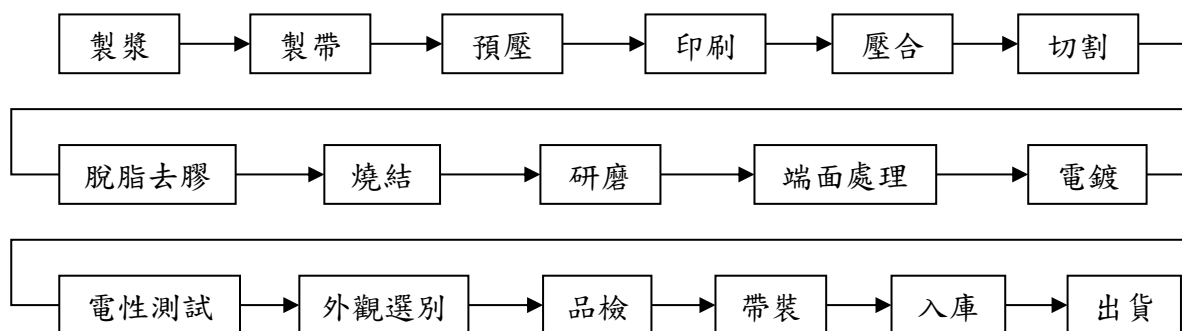 製漿 製帶 預壓 印刷 壓合 切割
脫脂去膠 燒結 研磨 端面處理 電鍍
電性測試 外觀選別 品檢 帶裝 入庫 出貨